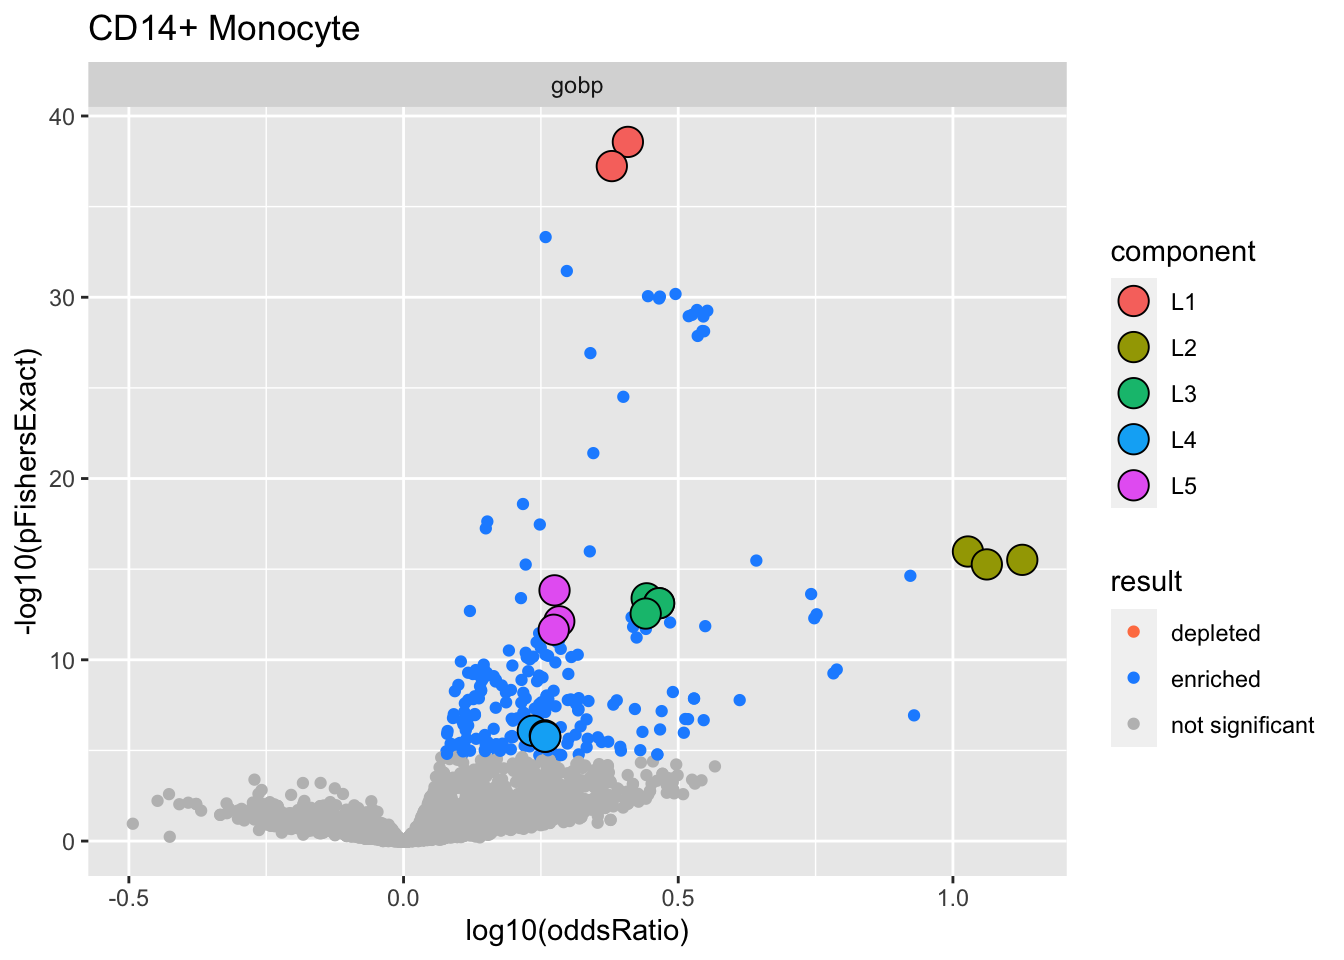 CD14+ Monocyte
gobp
40
30
20
10
0
-log10(pFishersExact)
-0.5
0.0
0.5
1.0
log10(oddsRatio)
component
L1
L2
L3
L4
L5
result
depleted
enriched
not significant